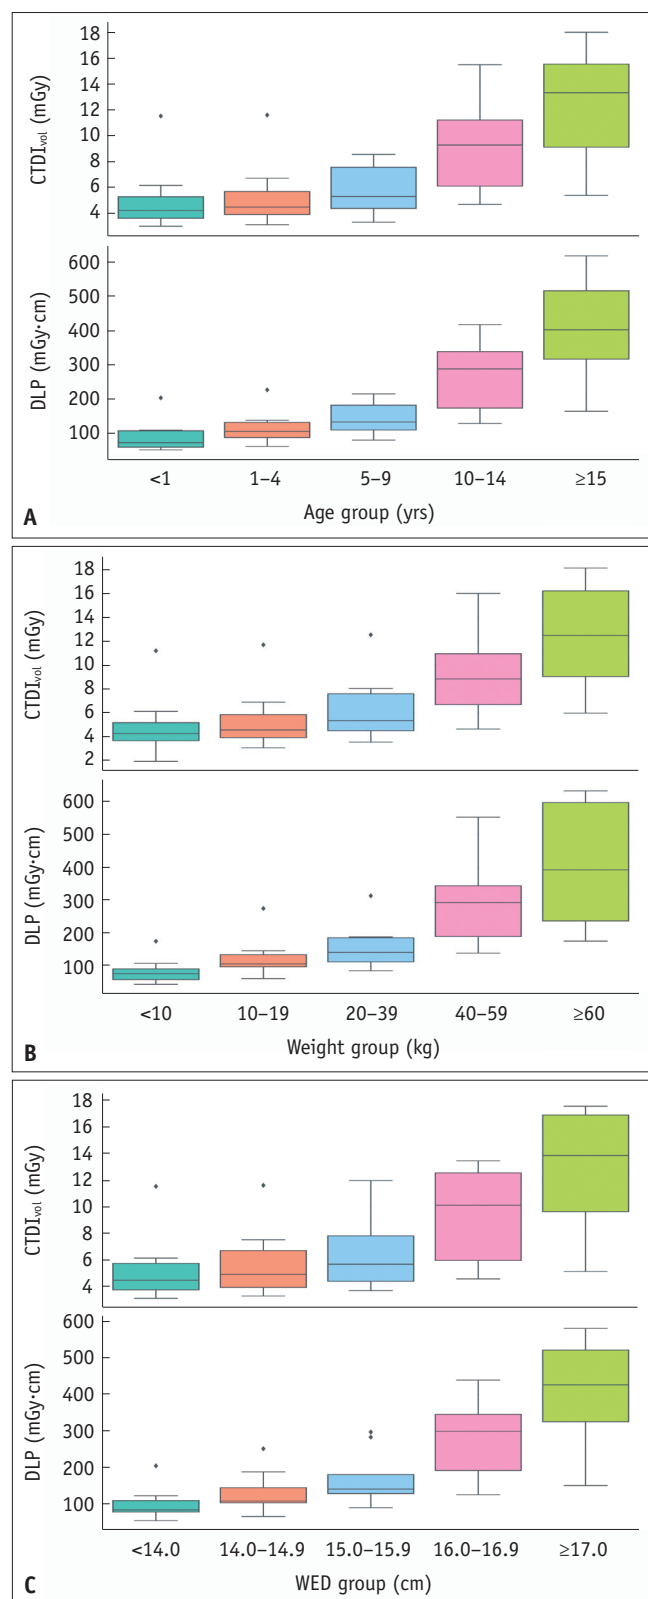 18
16
14
12
10
8
6
4
CTDIvol (mGy)
600
500
400
300
200
100
DLP (mGy·cm)
<1 1–4 5–9 10–14 ≥15
Age group (yrs)
A
18
16
14
12
10
8
6
4
2
CTDIvol (mGy)
600
500
400
300
200
100
DLP (mGy·cm)
<10 10–19 20–39 40–59 ≥60
Weight group (kg)
B
18
16
14
12
10
8
6
4
CTDIvol (mGy)
600
500
400
300
200
100
DLP (mGy·cm)
<14.0 14.0–14.9 15.0–15.9 16.0–16.9 ≥17.0
WED group (cm)
C